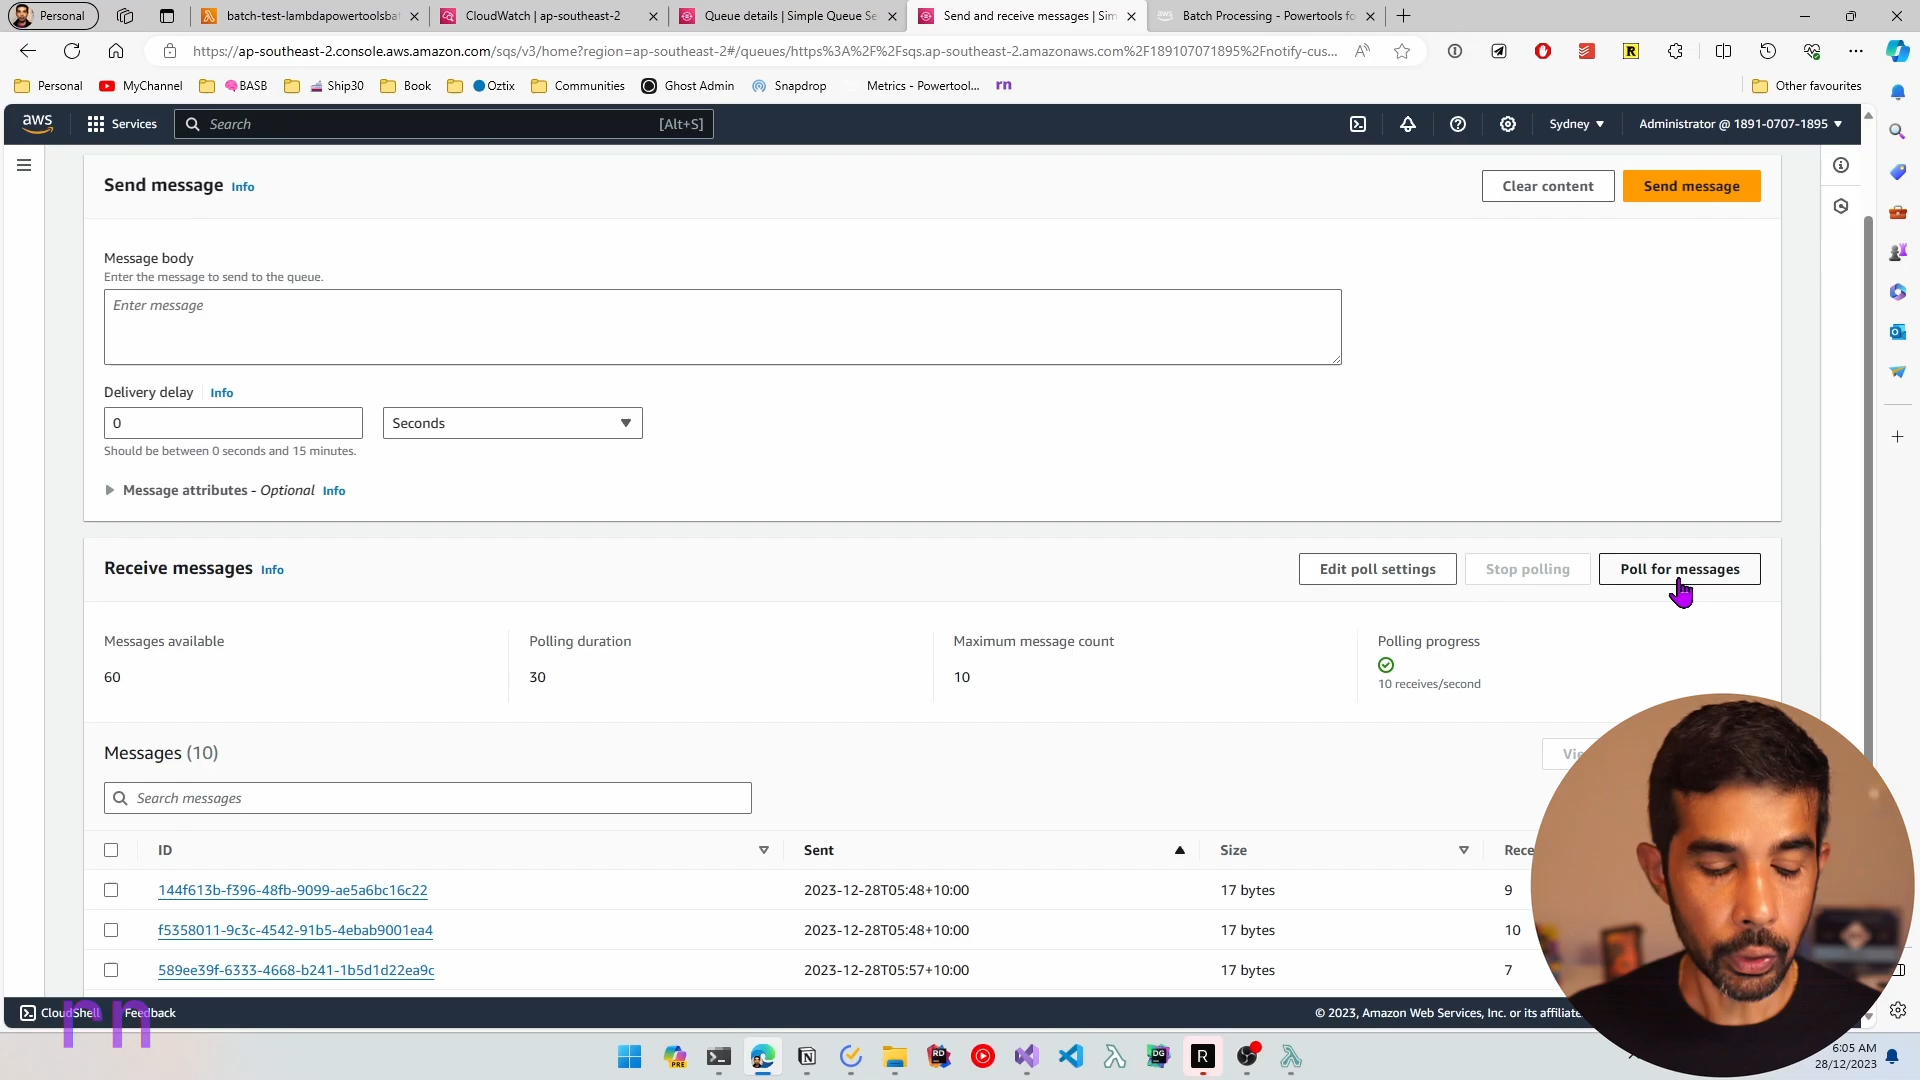 Personal
batch-test-lambdapowertoolsbat
CloudWatch | ap-southeast-2
Queue details | Simple Queue Se
Send and receive messages | Sim
Batch Processing - Powertools fo
https://ap-southeast-2.console.aws.amazon.com/sqs/v3/home?region=ap-southeast-2#/queues/https%3A%2F%2Fsqs.ap-southeast-2.amazonaws.com%2F189107071895%2Fnotify-cus...
Personal
MyChannel
BASB
Ship30
Book
Oztix
Communities
Ghost Admin
Snapdrop
Metrics - Powertool...
rn
Other favourites
aws
Services
Search
[Alt+S]
Sydney
Administrator @ 1891-0707-1895
Send message Info
Clear content
Send message
Message body
Enter the message to send to the queue.
Enter message
Delivery delay Info
0
Seconds
Should be between 0 seconds and 15 minutes.
Message attributes - Optional Info
Receive messages Info
Edit poll settings
Stop polling
Poll for messages
Messages available
60
Polling duration
30
Maximum message count
10
Polling progress
10 receives/second
Messages (10)
Search messages
ID
Sent
Size
144f613b-f396-48fb-9099-ae5a6bc16c22
2023-12-28T05:48+10:00
17 bytes
9
f5358011-9c3c-4542-91b5-4ebab9001ea4
2023-12-28T05:48+10:00
17 bytes
10
589ee39f-6333-4668-b241-1b5d1d22ea9c
2023-12-28T05:57+10:00
17 bytes
7
CloudShell
Feedback
© 2023, Amazon Web Services, Inc. or its affiliate
rn
6:05 AM
28/12/2023